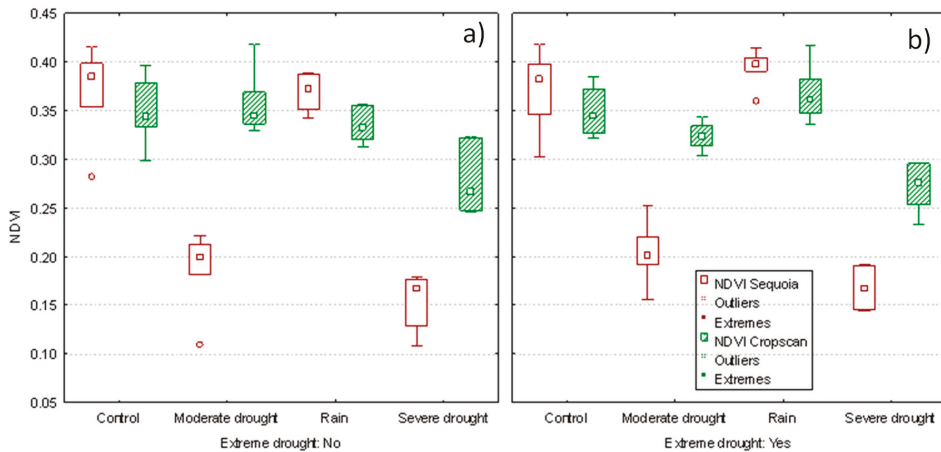 a)
b)
NDVI
0.45
0.40
0.35
0.30
0.25
0.20
0.15
0.10
0.05
Control Moderate drought Rain Severe drought
Extreme drought: No
Control Moderate drought Rain Severe drought
Extreme drought: Yes
NDVI Sequoia
Outliers
Extremes
NDVI Cropscan
Outliers
Extremes